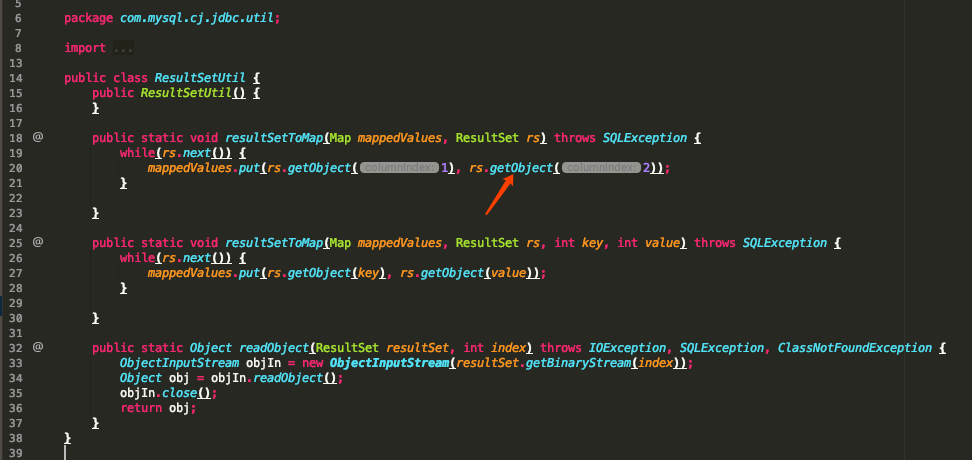 5
6 package com.mysql.cj.jdbc.util;
7
8 import ...
13
14 public class ResultSetUtil {
15 public ResultSetUtil() {
16 }
17
18 @ public static void resultSetToMap(Map mappedValues, ResultSet rs) throws SQLException {
19 while(rs.next()) {
20 mappedValues.put(rs.getObject( columnIndex: 1), rs.getObject( columnIndex: 2));
21 }
22
23 }
24
25 @ public static void resultSetToMap(Map mappedValues, ResultSet rs, int key, int value) throws SQLException {
26 while(rs.next()) {
27 mappedValues.put(rs.getObject(key), rs.getObject(value));
28 }
29
30 }
31
32 @ public static Object readObject(ResultSet resultSet, int index) throws IOException, SQLException, ClassNotFoundException {
33 ObjectInputStream objIn = new ObjectInputStream(resultSet.getBinaryStream(index));
34 Object obj = objIn.readObject();
35 objIn.close();
36 return obj;
37 }
38 }
39